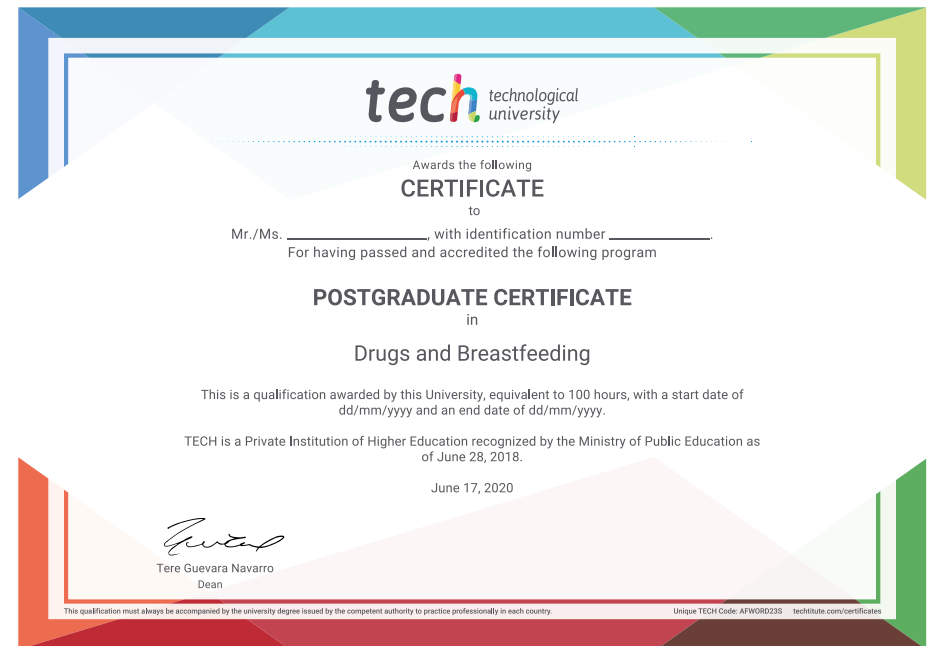 tech technological
university
Awards the following
CERTIFICATE
to
Mr./Ms. ____________________, with identification number ______________.
For having passed and accredited the following program
POSTGRADUATE CERTIFICATE
in
Drugs and Breastfeeding
This is a qualification awarded by this University, equivalent to 100 hours, with a start date of
dd/mm/yyyy and an end date of dd/mm/yyyy.
TECH is a Private Institution of Higher Education recognized by the Ministry of Public Education as
of June 28, 2018.
June 17, 2020
Tere Guevara Navarro
Dean
This qualification must always be accompanied by the university degree issued by the competent authority to practice professionally in each country.
Unique TECH Code: AFWORD23S techtitute.com/certificates